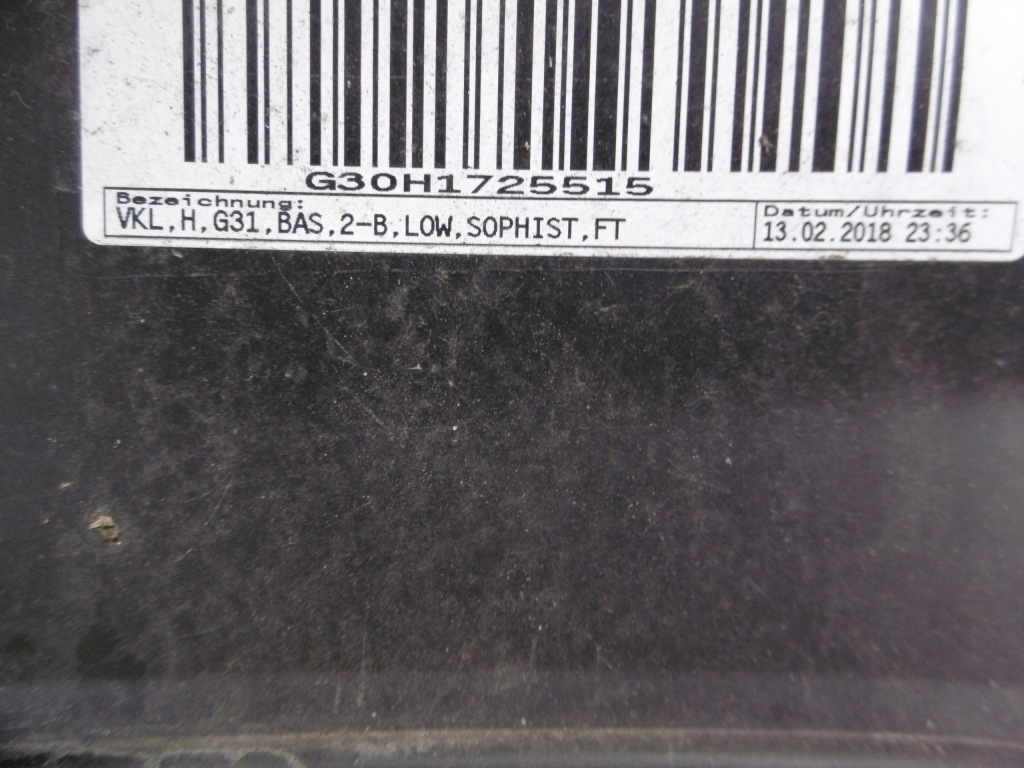 G30H1725515
Bezeichnung:
VKL,H,G31,BAS,2-B,LOW,SOPHIST,FT
Datum/Uhrzeit:
13.02.2018 23:36